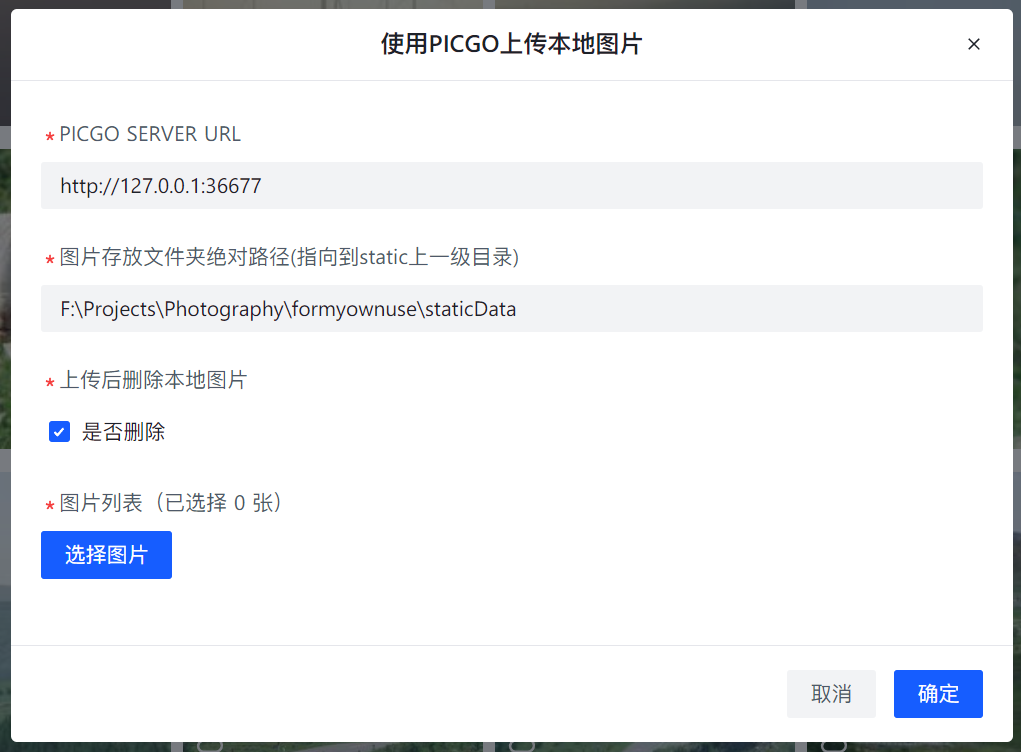 使用PICGO上传本地图片
* PICGO SERVER URL
http://127.0.0.1:36677
* 图片存放文件夹绝对路径(指向到static上一级目录)
F:\Projects\Photography\formyownuse\staticData
* 上传后删除本地图片
是否删除
* 图片列表（已选择 0 张）
选择图片
取消
确定